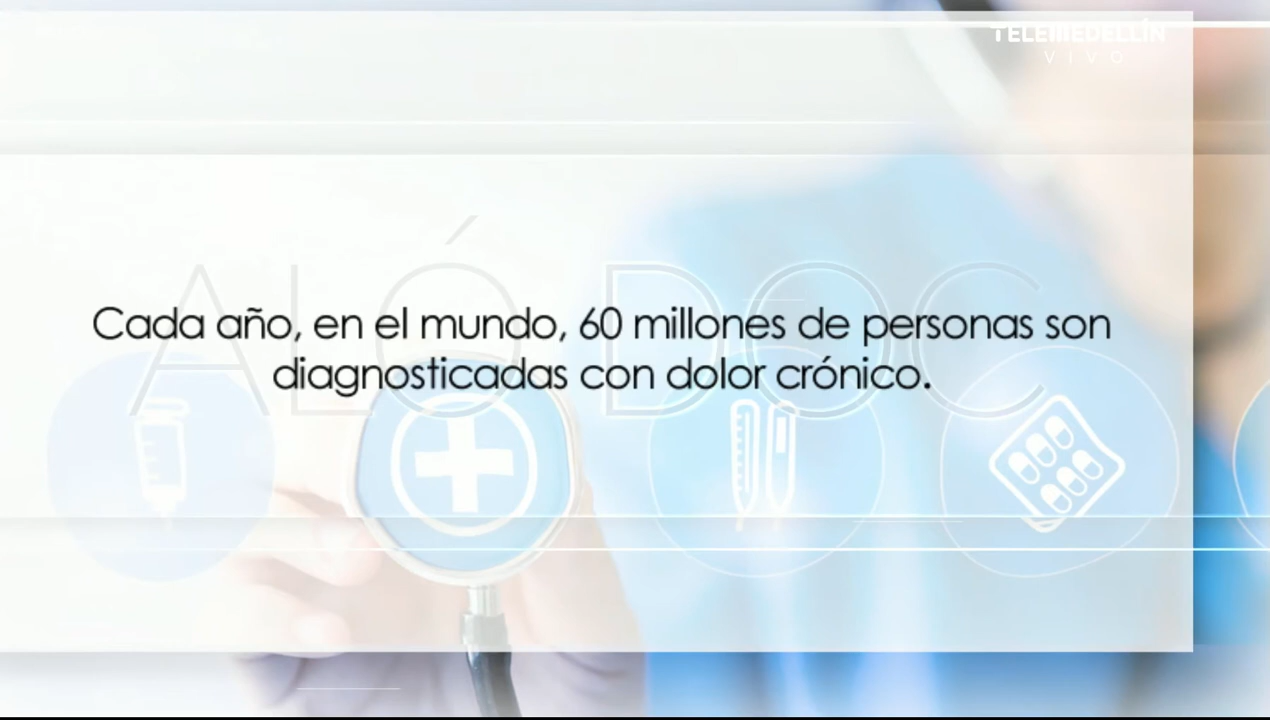 TELEMEDELLÍN
VIVO
ALÓ DOC
Cada año, en el mundo, 60 millones de personas son
diagnosticadas con dolor crónico.